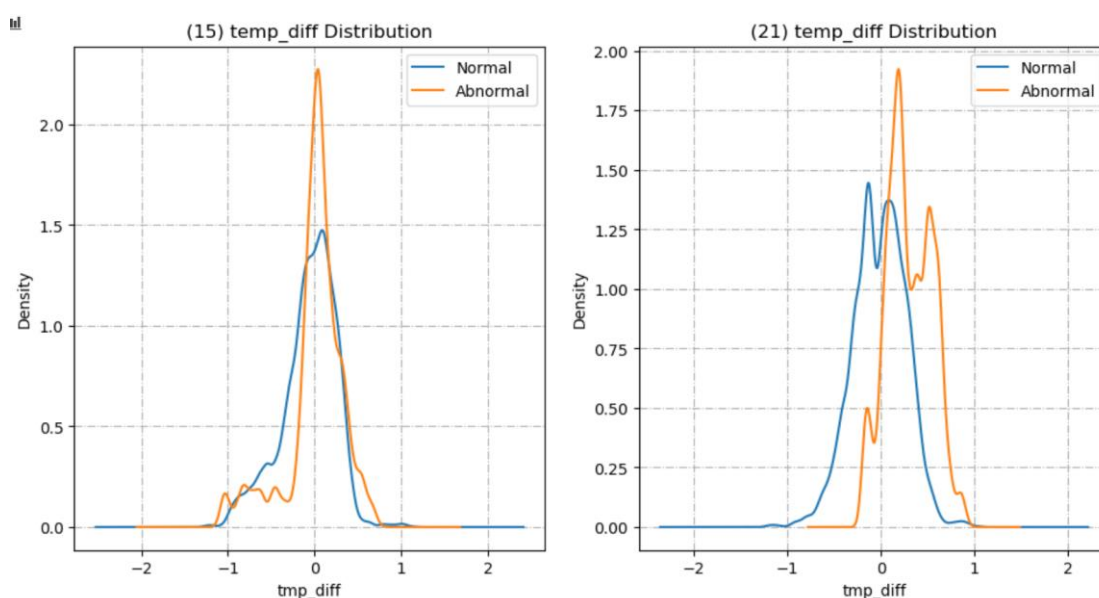 (15) temp_diff Distribution
Normal
Abnormal
2.0
1.5
1.0
0.5
0.0
Density
−2
−1
0
1
2
tmp_diff
(21) temp_diff Distribution
Normal
Abnormal
2.00
1.75
1.50
1.25
1.00
0.75
0.50
0.25
0.00
Density
−2
−1
0
1
2
tmp_diff